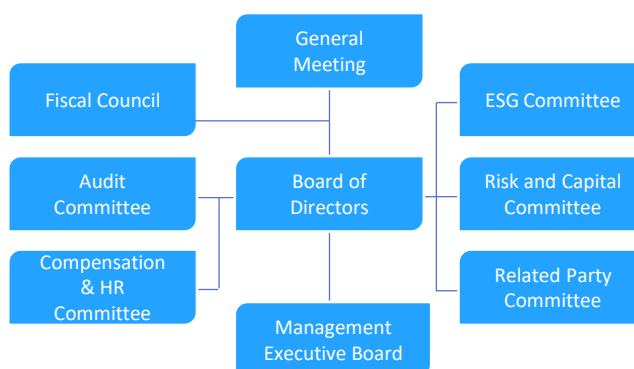 General
Meeting
Fiscal Council
ESG Committee
Audit
Committee
Board of
Directors
Risk and Capital
Committee
Compensation
& HR
Committee
Related Party
Committee
Management
Executive Board